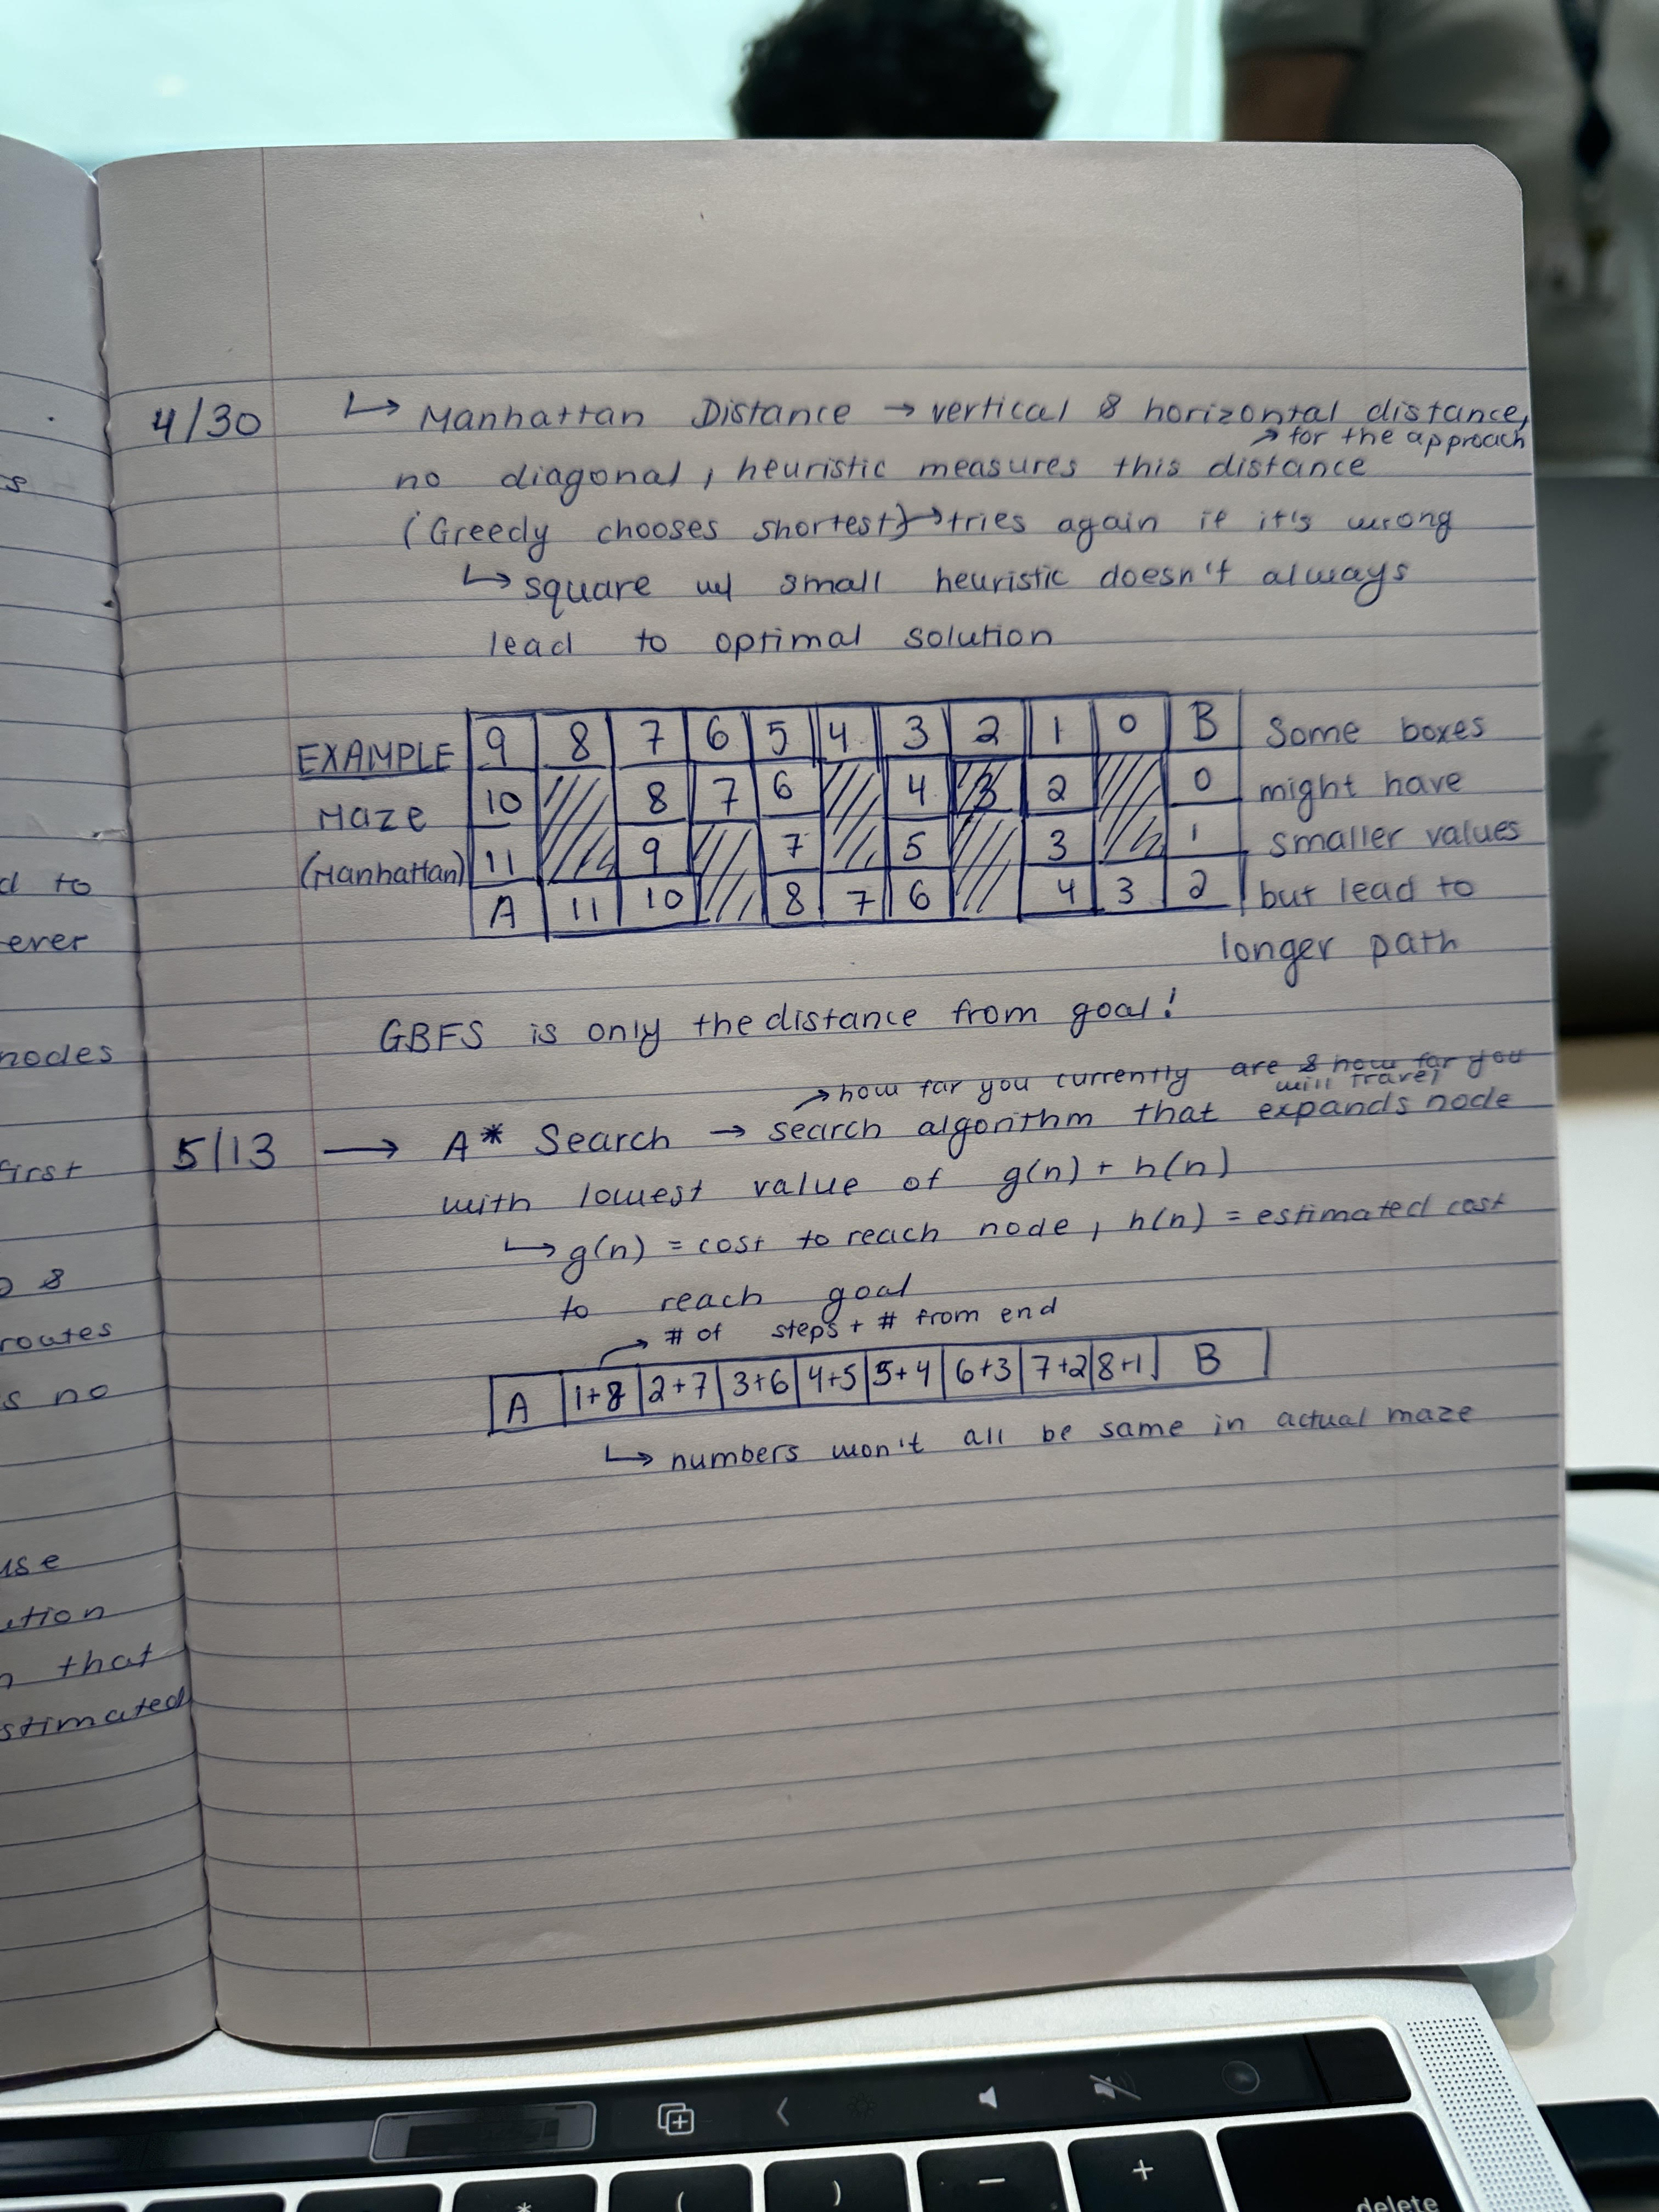 s
d to
ever
nodes
first
routes
s no
use
that
4/30 ↳ Manhattan Distance → vertical & horizontal distance,
↗ for the approach
no diagonal, heuristic measures this distance
(Greedy chooses shortest) → tries again if it's wrong
↳ square w/ small heuristic doesn't always
lead to optimal solution
9 8 7 6 5 4 3 2 1 0 B Some boxes
EXAMPLE 10 8 7 6 4 3 2 0 might have
Maze 11 9 7 5 3 1 smaller values
(Manhattan) A 11 10 8 7 6 4 3 2 but lead to
longer path
GBFS is only the distance from goal!
→ how far you currently are & how far you
will travel
5/13 → A* Search → search algorithm that expands node
with lowest value of g(n) + h(n)
↳ g(n) = cost to reach node, h(n) = estimated cost
to reach goal
→ # of steps + # from end
A 1+8 2+7 3+6 4+5 5+4 6+3 7+2 8+1 B
↳ numbers won't all be same in actual maze
* ( ) – +
delete